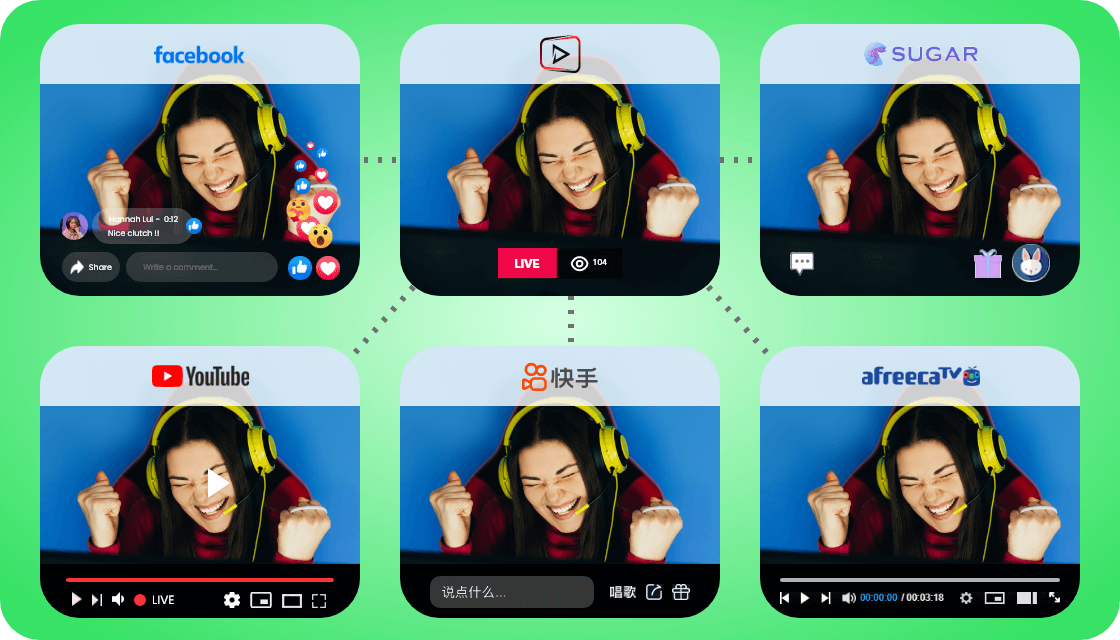 facebook
Hannah Lui - 0:12
Nice clutch !!
Share
Write a comment...
LIVE
104
SUGAR
YouTube
LIVE
快手
说点什么...
唱歌
afreecaTV
00:00:00 / 00:03:18